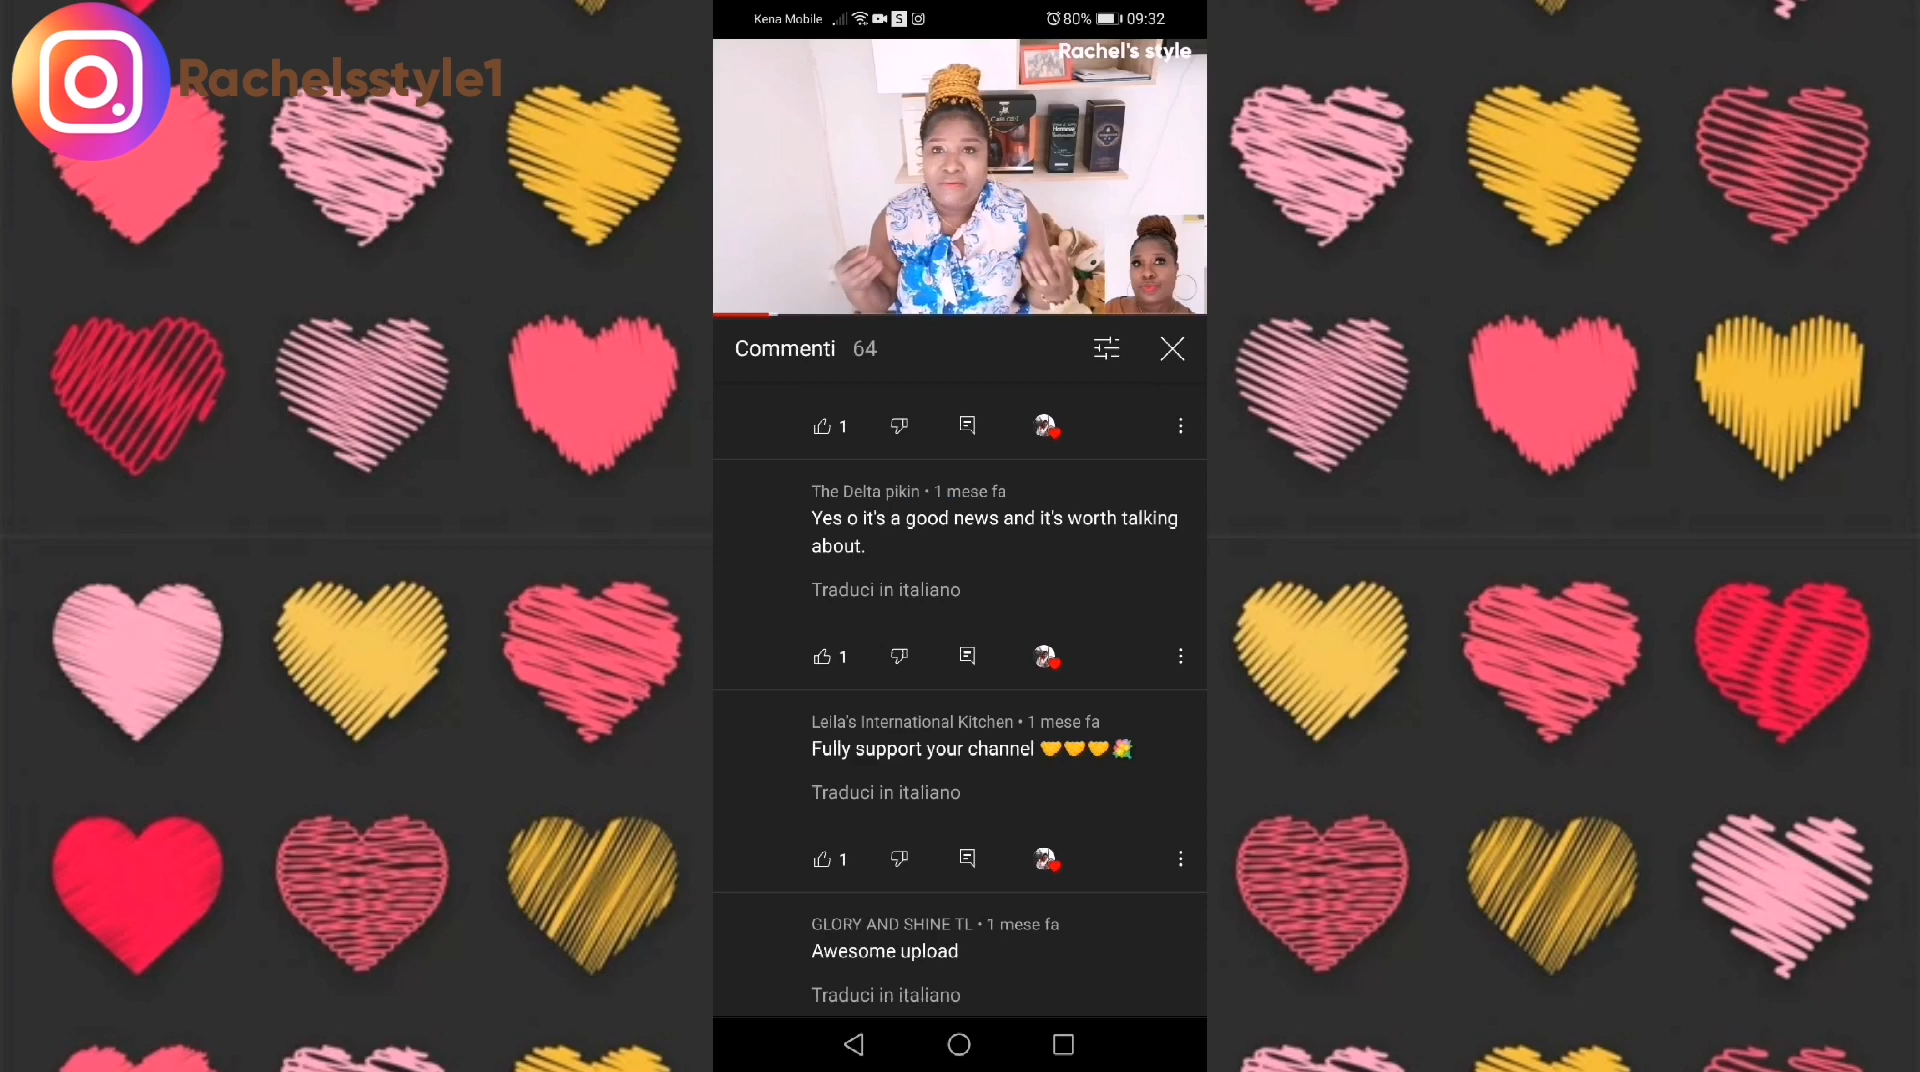 Rachelsstyle1
Kena Mobile
S
80%
09:32
Rachel's style
Hennessy
Commenti 64
1
The Delta pikin • 1 mese fa
Yes o it's a good news and it's worth talking
about.
Traduci in italiano
1
Leila's International Kitchen • 1 mese fa
Fully support your channel 🤝🤝🤝💐
Traduci in italiano
1
GLORY AND SHINE TL • 1 mese fa
Awesome upload
Traduci in italiano